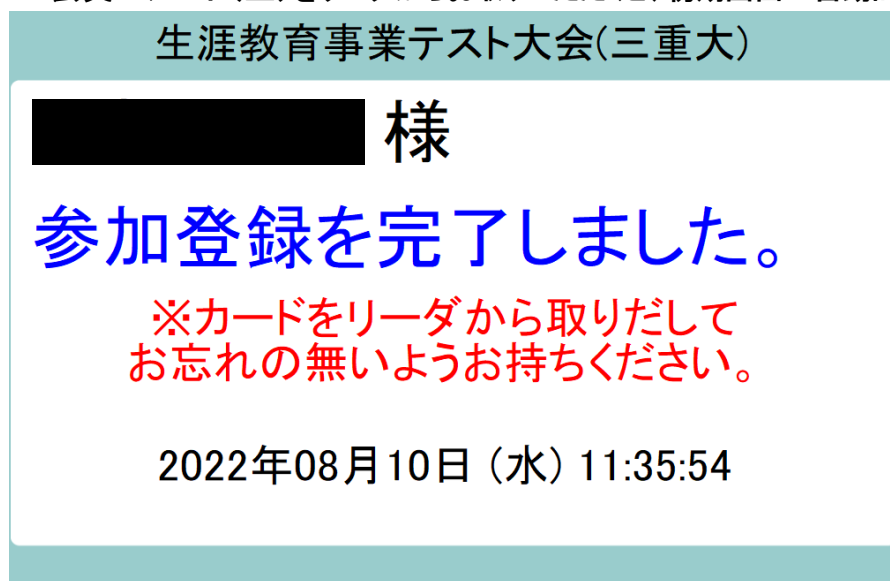 生涯教育事業テスト大会(三重大)
様
参加登録を完了しました。
※カードをリーダから取りだして
お忘れの無いようお持ちください。
2022年08月10日 (水) 11:35:54